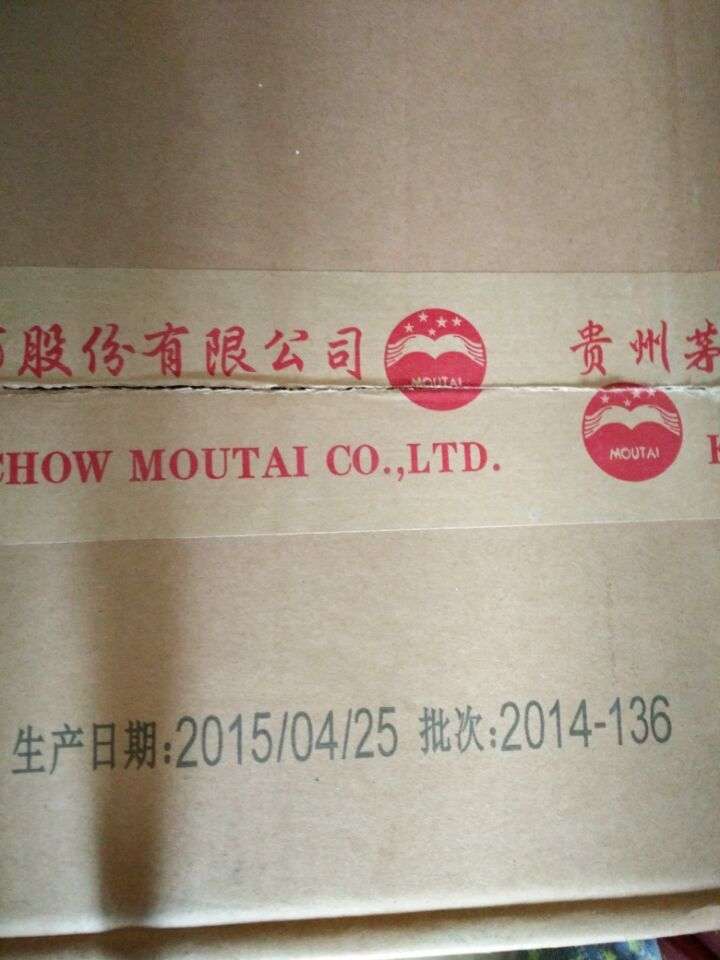 股份有限公司 MOUTAI 贵州茅
CHOW MOUTAI CO.,LTD. MOUTAI
生产日期:2015/04/25 批次:2014-136